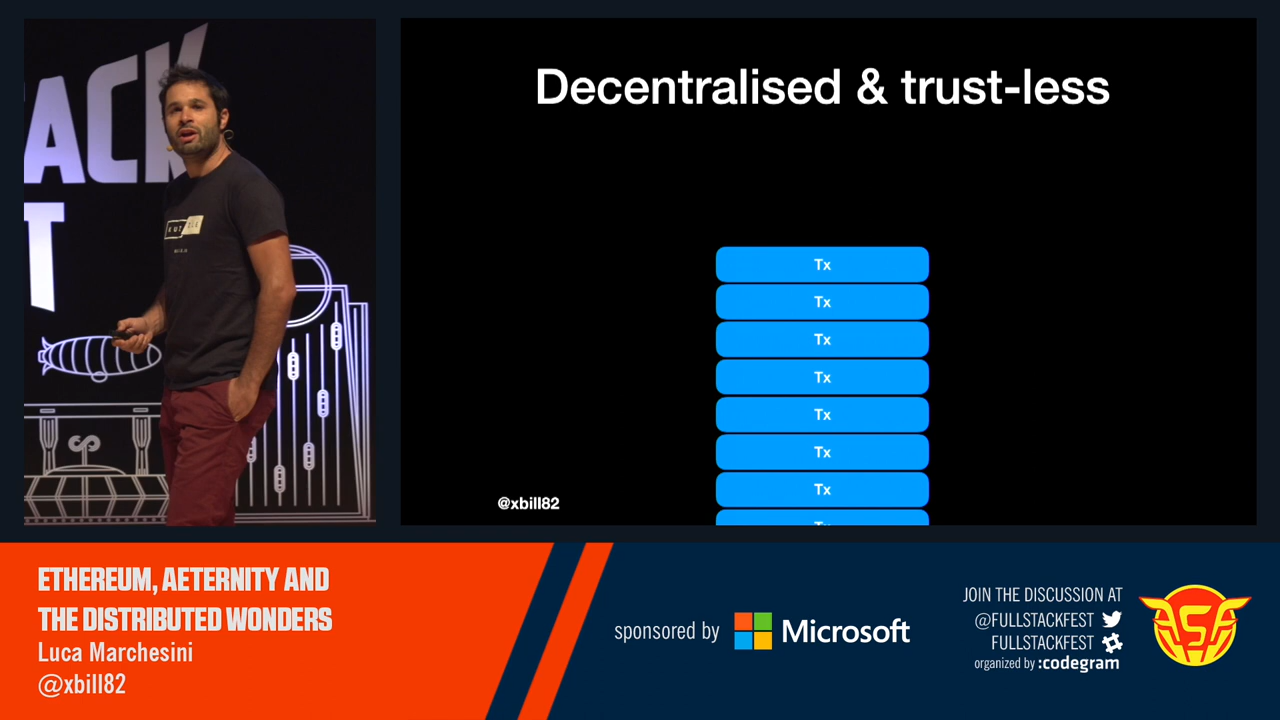 ACK
T
Decentralised & trust-less
Tx
Tx
Tx
Tx
Tx
Tx
Tx
@xbill82
ETHEREUM, AETERNITY AND
THE DISTRIBUTED WONDERS
Luca Marchesini
@xbill82
sponsored by Microsoft
JOIN THE DISCUSSION AT
@FULLSTACKFEST
FULLSTACKFEST
organized by :codegram